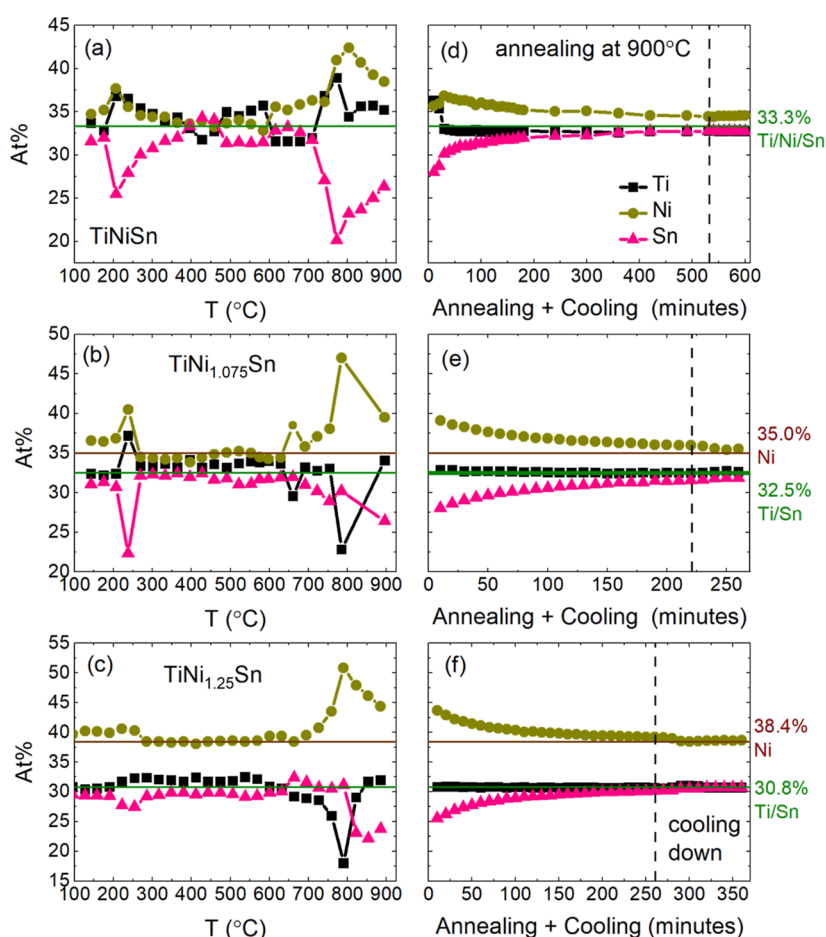 (a)
TiNiSn
At%
45
40
35
30
25
20
100 200 300 400 500 600 700 800 900
T (°C)
(d) annealing at 900°C
Ti
Ni
Sn
33.3%
Ti/Ni/Sn
0 100 200 300 400 500 600
Annealing + Cooling (minutes)
(b) TiNi1.075Sn
At%
50
45
40
35
30
25
20
100 200 300 400 500 600 700 800 900
T (°C)
(e)
35.0%
Ni
32.5%
Ti/Sn
0 50 100 150 200 250
Annealing + Cooling (minutes)
(c) TiNi1.25Sn
At%
55
50
45
40
35
30
25
20
15
100 200 300 400 500 600 700 800 900
T (°C)
(f)
38.4%
Ni
30.8%
Ti/Sn
cooling
down
0 50 100 150 200 250 300 350
Annealing + Cooling (minutes)